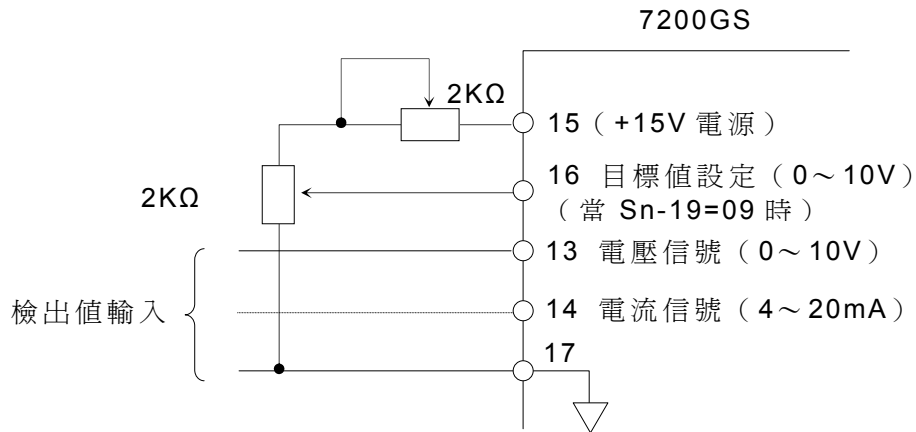 7200GS
2KΩ
15（+15V 電源）
16 目標值設定（0～10V）
（當 Sn-19=09 時）
2KΩ
13 電壓信號（0～10V）
檢出值輸入
14 電流信號（4～20mA）
17